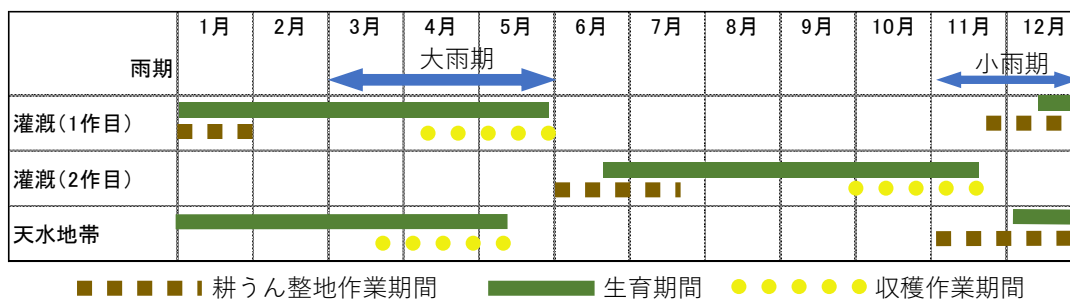 1月 2月 3月 4月 5月 6月 7月 8月 9月 10月 11月 12月
雨期 大雨期 小雨期
灌漑(1作目)
灌漑(2作目)
天水地帯
耕うん整地作業期間 生育期間 収穫作業期間